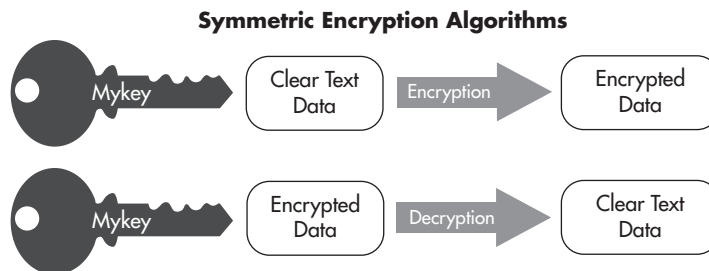 Symmetric Encryption Algorithms
Mykey
Clear Text
Data
Encryption
Encrypted
Data
Mykey
Encrypted
Data
Decryption
Clear Text
Data